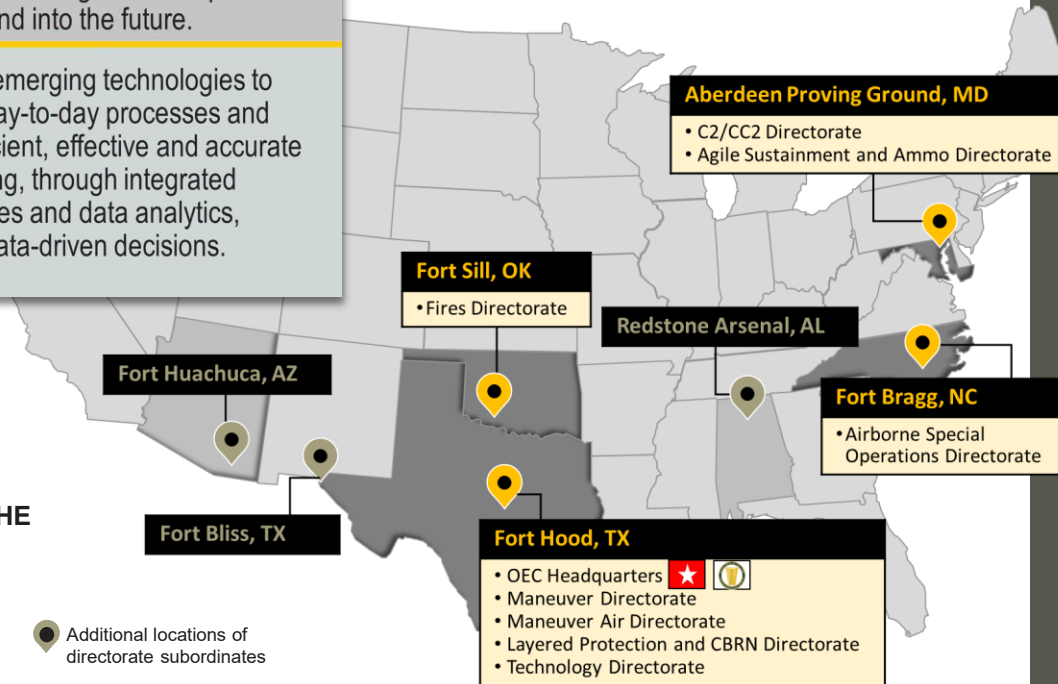 nd into the future.
emerging technologies to
ay-to-day processes and
cient, effective and accurate
ng, through integrated
es and data analytics,
ata-driven decisions.
Aberdeen Proving Ground, MD
• C2/CC2 Directorate
• Agile Sustainment and Ammo Directorate
Fort Sill, OK
• Fires Directorate
Redstone Arsenal, AL
Fort Huachuca, AZ
Fort Bragg, NC
• Airborne Special
Operations Directorate
HE
Fort Bliss, TX
Fort Hood, TX
• OEC Headquarters
• Maneuver Directorate
• Maneuver Air Directorate
• Layered Protection and CBRN Directorate
• Technology Directorate
Additional locations of
directorate subordinates